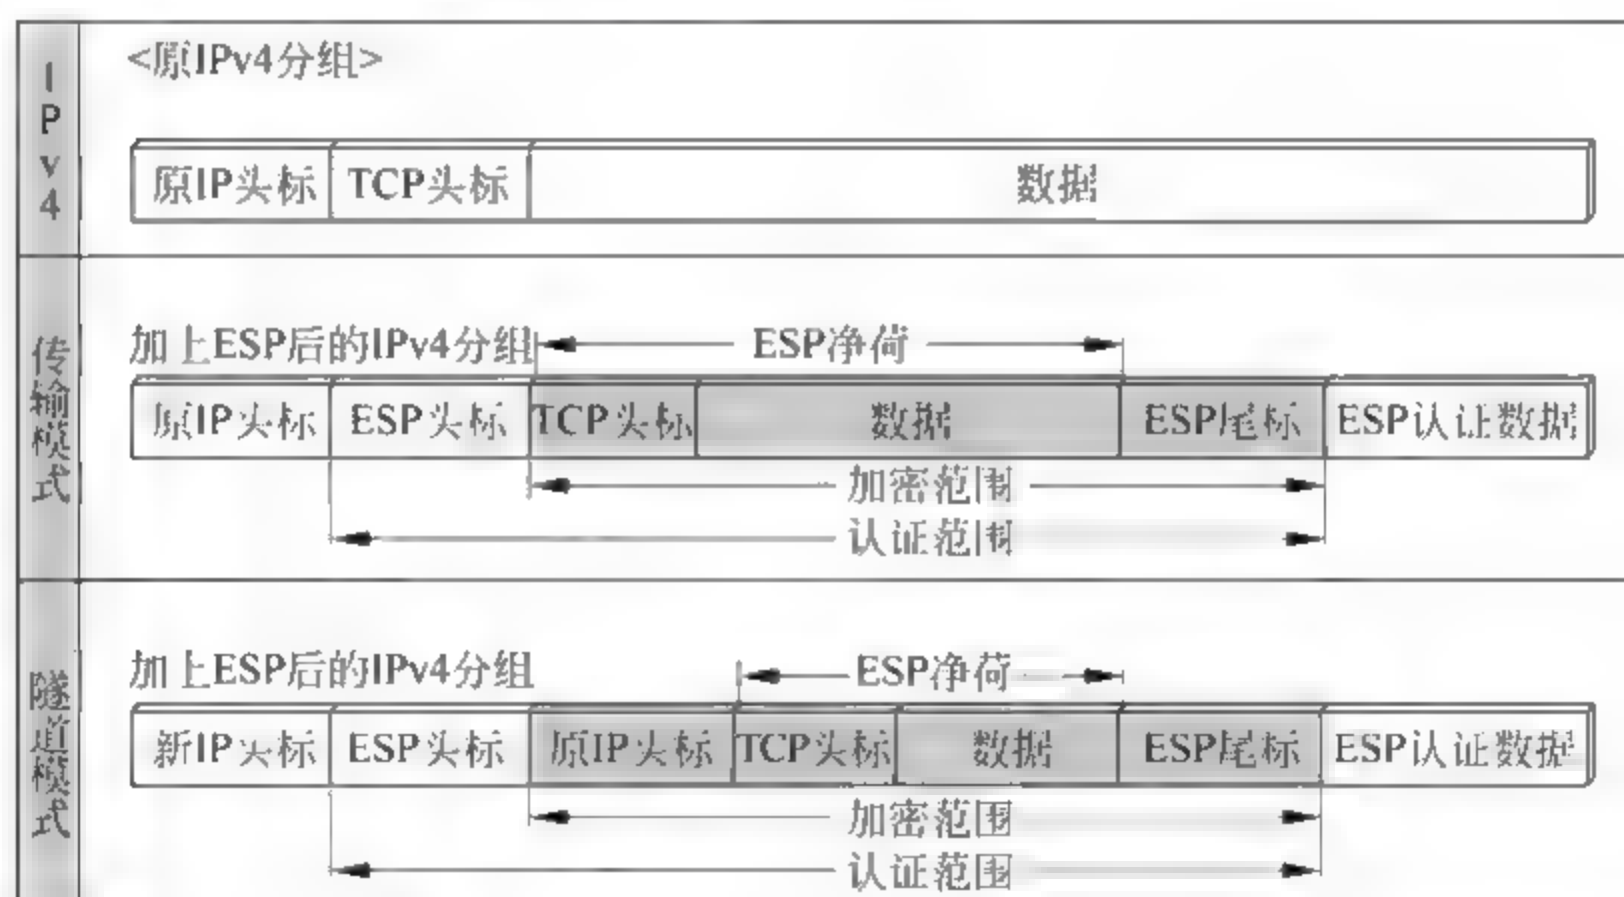 IPv4
<原IPv4分组>
原IP头标 TCP头标 数据
传输模式
加上ESP后的IPv4分组 ESP净荷
原IP头标 ESP头标 TCP头标 数据 ESP尾标 ESP认证数据
加密范围
认证范围
隧道模式
加上ESP后的IPv4分组 ESP净荷
新IP头标 ESP头标 原IP头标 TCP头标 数据 ESP尾标 ESP认证数据
加密范围
认证范围